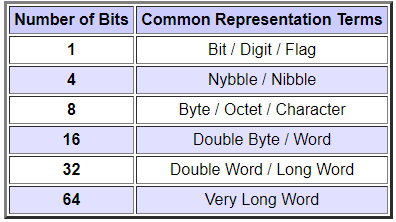 Number of Bits Common Representation Terms
1 Bit / Digit / Flag
4 Nybble / Nibble
8 Byte / Octet / Character
16 Double Byte / Word
32 Double Word / Long Word
64 Very Long Word